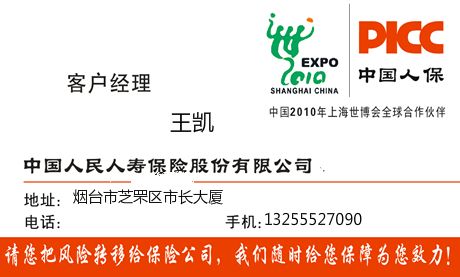 EXPO
2010
SHANGHAI CHINA
PICC
中国人保
中国2010年上海世博会全球合作伙伴
客户经理
王凯
中国人民人寿保险股份有限公司
地址: 烟台市芝罘区市长大厦
电话: 手机: 13255527090
请您把风险转移给保险公司，我们随时给您保障为您效力!